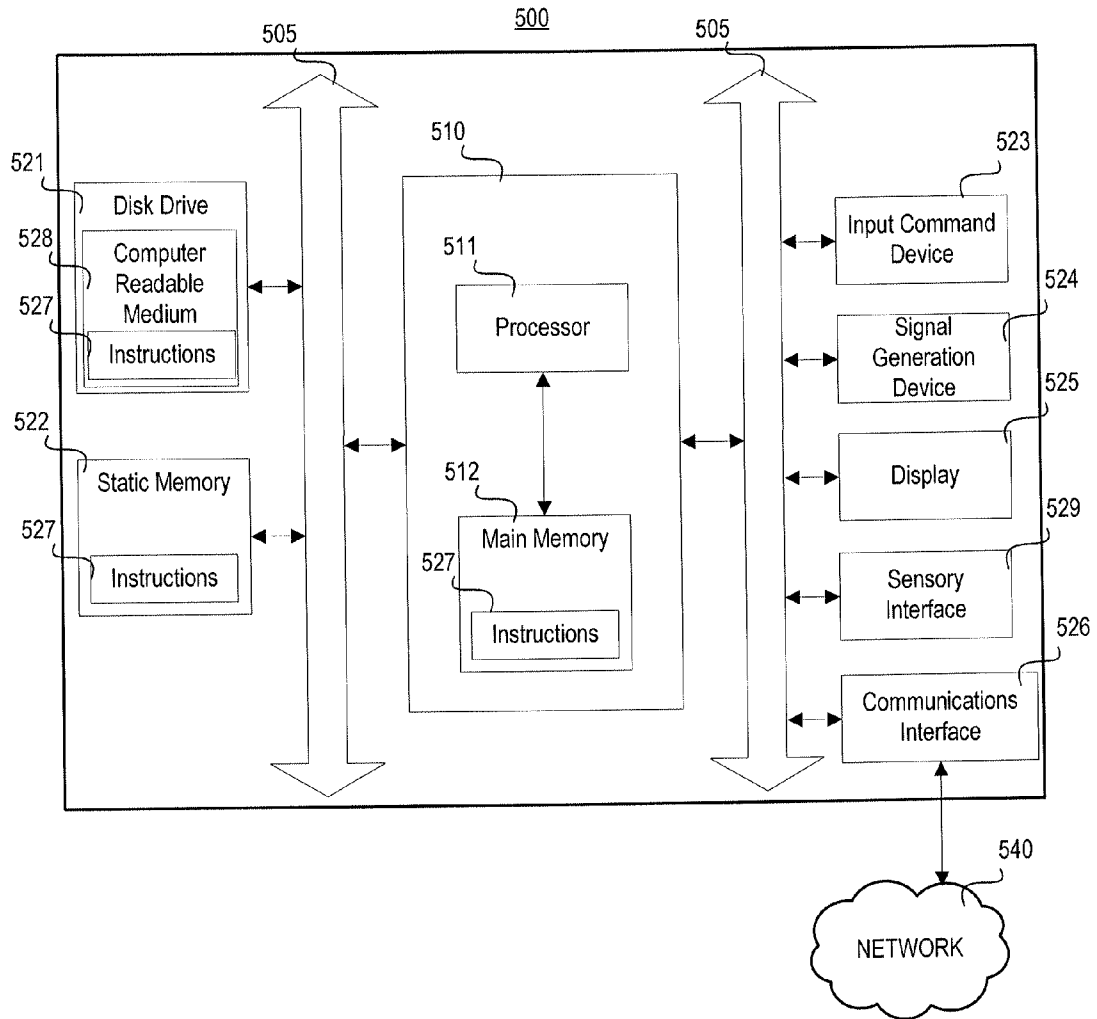 500
505
505
510
523
521
Disk Drive
Input Command
Device
528
Computer
Readable
Medium
511
524
527
Instructions
Processor
Signal
Generation
Device
525
522
Static Memory
512
Display
529
527
Instructions
Main Memory
527
Instructions
Sensory
Interface
526
Communications
Interface
540
NETWORK